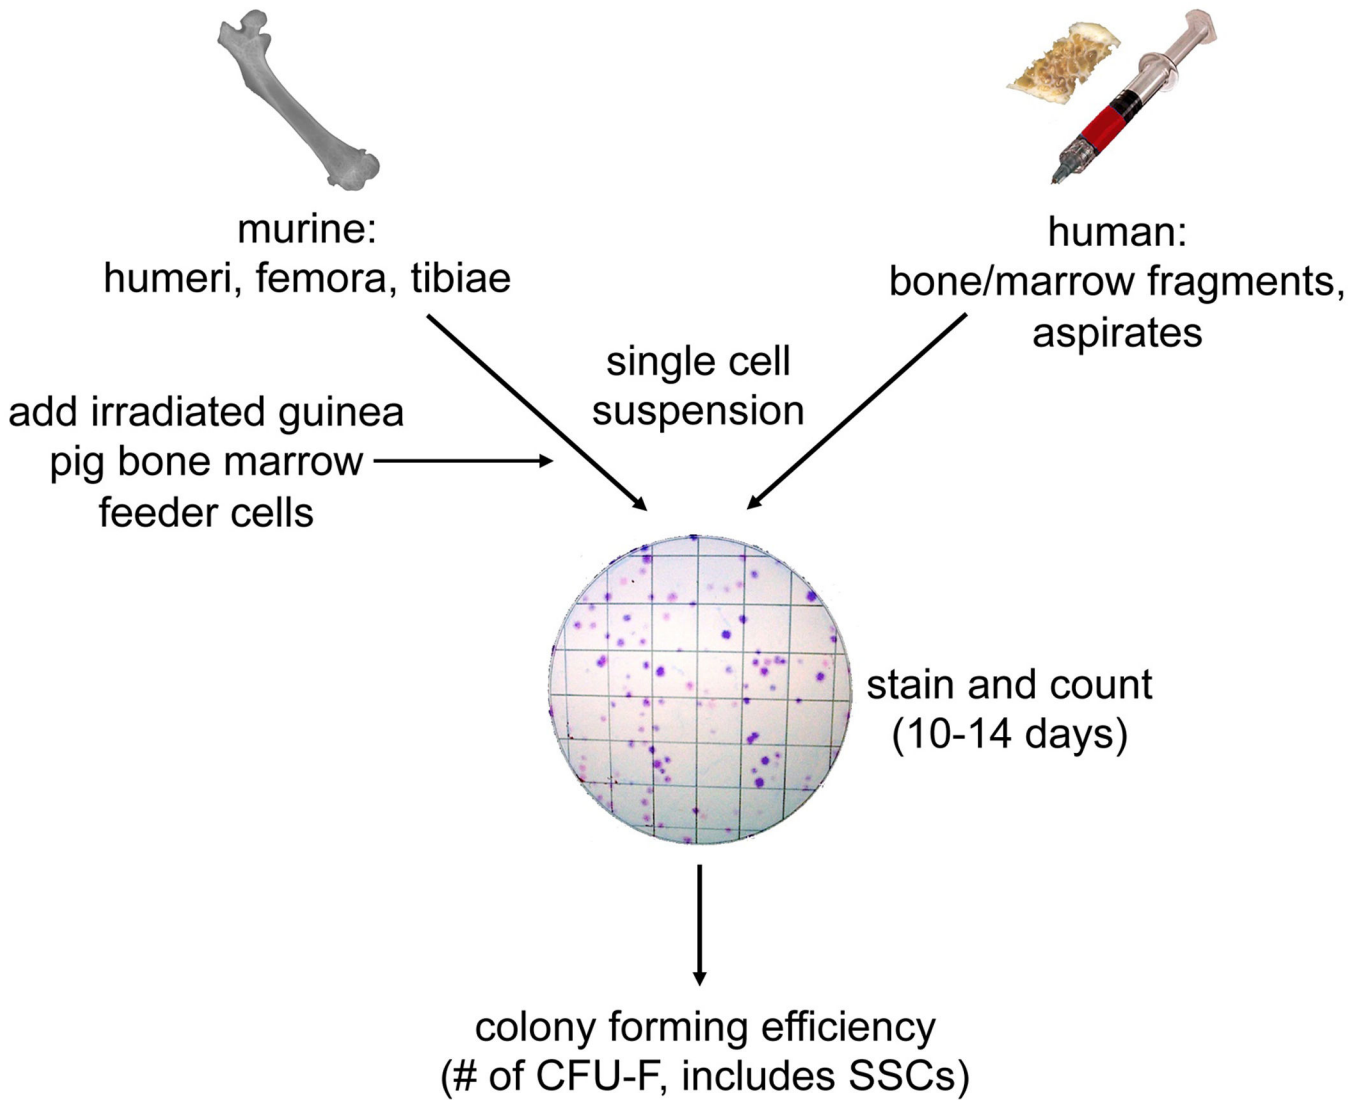 murine:
humeri, femora, tibiae
human:
bone/marrow fragments,
aspirates
single cell
suspension
add irradiated guinea
pig bone marrow
feeder cells
stain and count
(10-14 days)
colony forming efficiency
(# of CFU-F, includes SSCs)